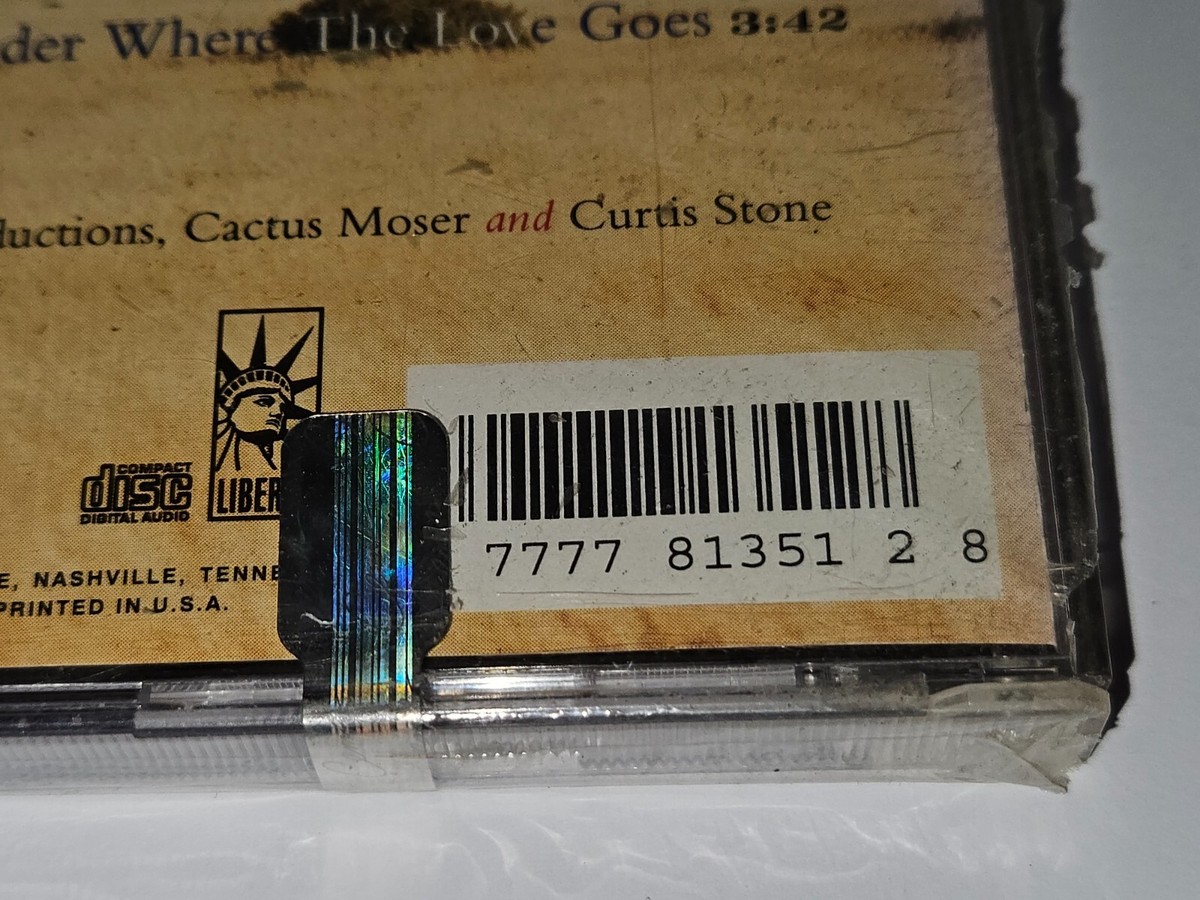 der Where The Love Goes 3:42
ductions, Cactus Moser and Curtis Stone
COMPACT
disc
DIGITAL AUDIO
LIBER
7777 81351 2 8
E, NASHVILLE, TENNE
PRINTED IN U.S.A.